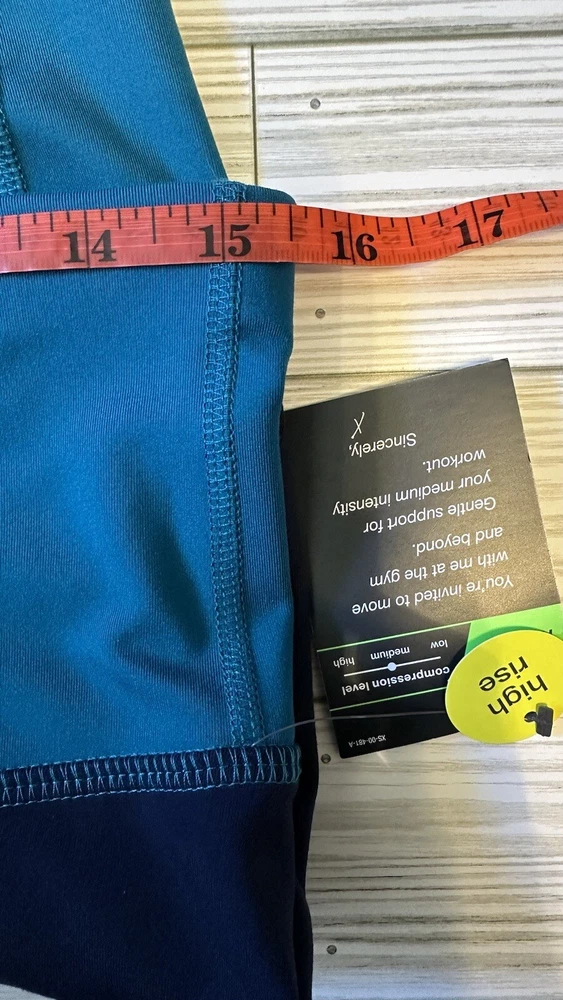 14 15 16 17
XS-00-481-A
high
rise
compression level
low medium high
You're invited to move
with me at the gym
and beyond.
Gentle support for
your medium intensity
workout.
Sincerely,
X